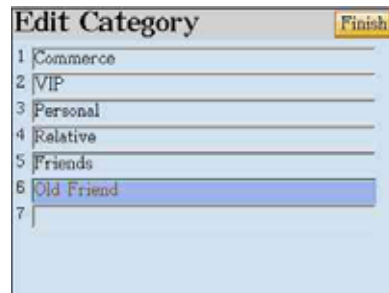 Edit Category Finish
1 Commerce
2 VIP
3 Personal
4 Relative
5 Friends
6 Old Friend
7